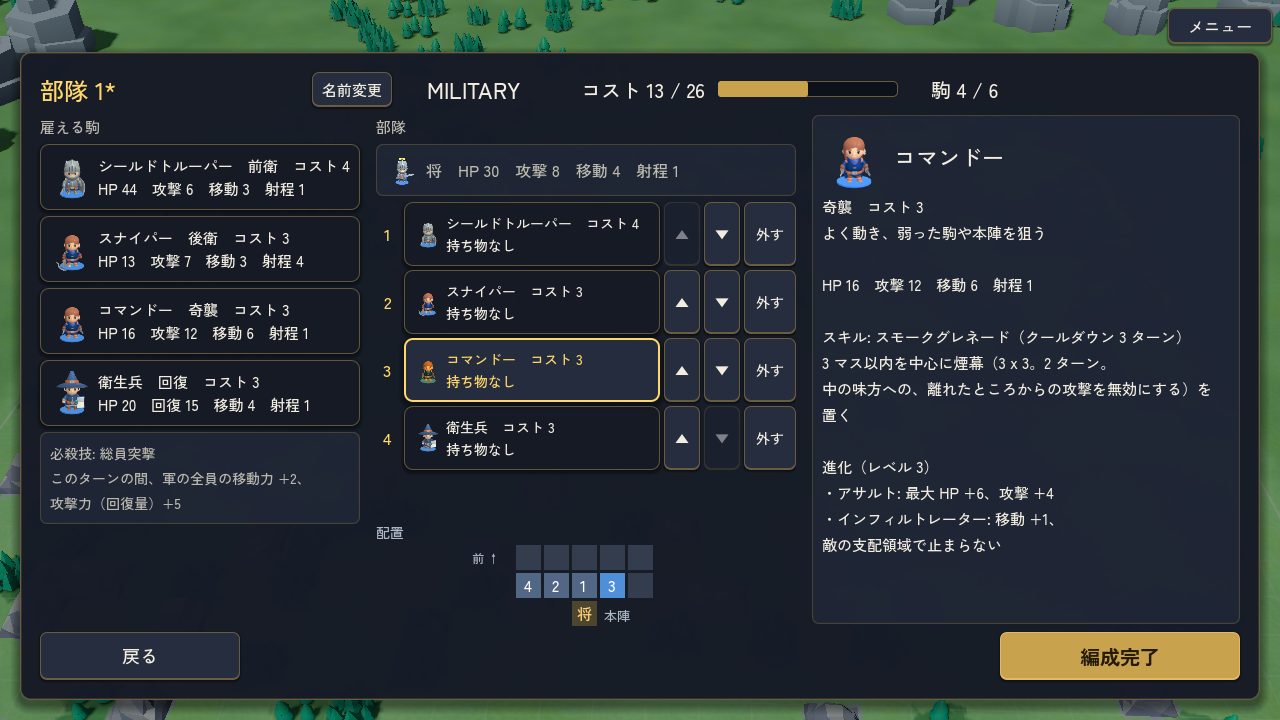 メニュー
部隊 1*
名前変更
MILITARY
コスト 13 / 26
駒 4 / 6
雇える駒
シールドトルーパー　前衛　コスト 4
HP 44　攻撃 6　移動 3　射程 1
スナイパー　後衛　コスト 3
HP 13　攻撃 7　移動 3　射程 4
コマンドー　奇襲　コスト 3
HP 16　攻撃 12　移動 6　射程 1
衛生兵　回復　コスト 3
HP 20　回復 15　移動 4　射程 1
必殺技: 総員突撃
このターンの間、軍の全員の移動力 +2、
攻撃力（回復量）+5
部隊
将　HP 30　攻撃 8　移動 4　射程 1
1
シールドトルーパー　コスト 4
持ち物なし
▲
▼
外す
2
スナイパー　コスト 3
持ち物なし
▲
▼
外す
3
コマンドー　コスト 3
持ち物なし
▲
▼
外す
4
衛生兵　コスト 3
持ち物なし
▲
▼
外す
配置
前 ↑
4 2 1 3
将 本陣
コマンドー
奇襲　コスト 3
よく動き、弱った駒や本陣を狙う
HP 16　攻撃 12　移動 6　射程 1
スキル: スモークグレネード（クールダウン 3 ターン）
3 マス以内を中心に煙幕（3 x 3。2 ターン。
中の味方への、離れたところからの攻撃を無効にする）を
置く
進化（レベル 3）
・アサルト: 最大 HP +6、攻撃 +4
・インフィルトレーター: 移動 +1、
敵の支配領域で止まらない
戻る
編成完了